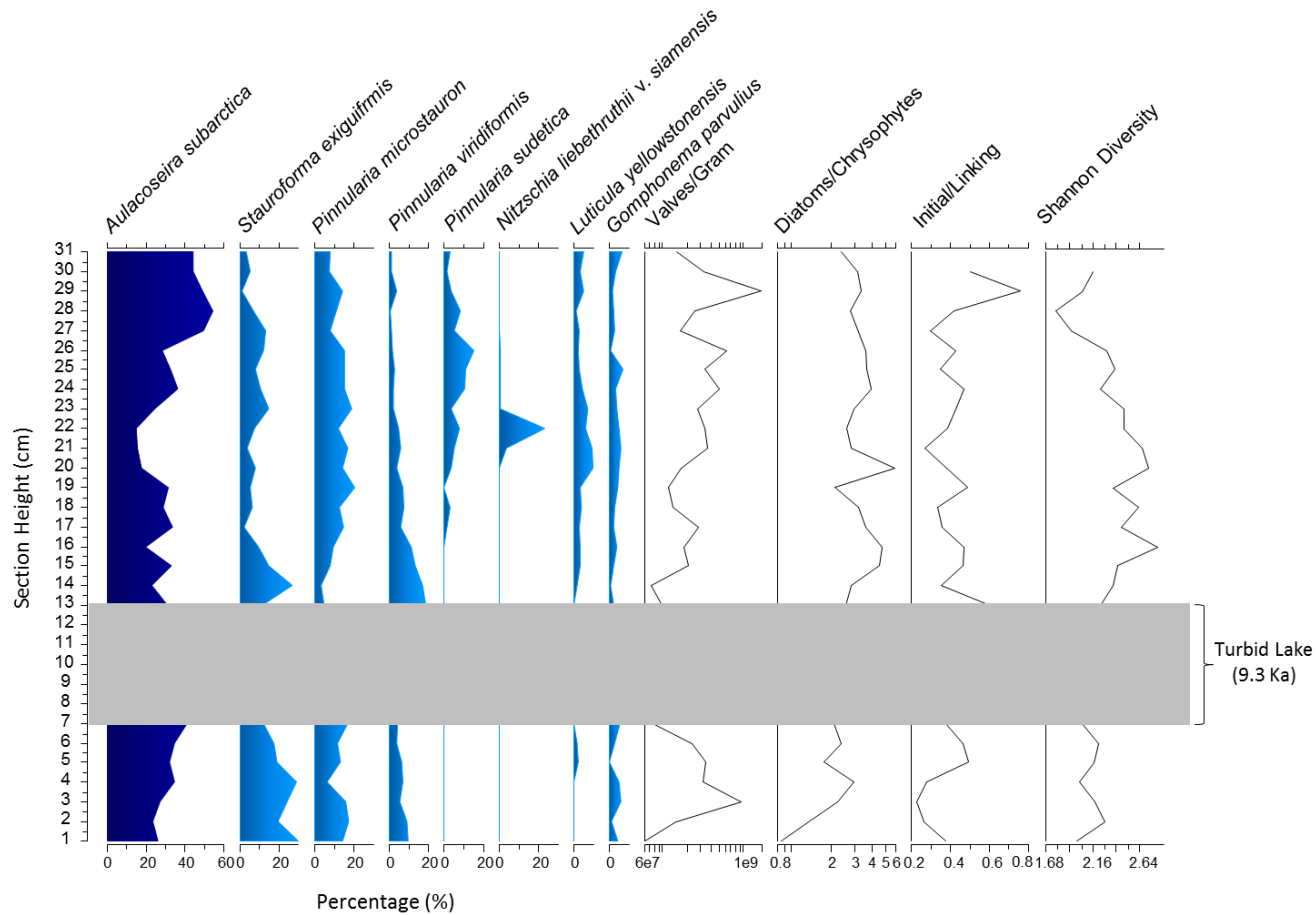 Aulacoseira subarctica
Stauroforma exiguifrmis
Pinnularia microstauron
Pinnularia viridiformis
Pinnularia sudetica
Nitzschia liebethruthii v. siamensis
Luticula yellowstonensis
Gomphonema parvulius
Valves/Gram
Diatoms/Chrysophytes
Initial/Linking
Shannon Diversity
Section Height (cm)
31
30
29
28
27
26
25
24
23
22
21
20
19
18
17
16
15
14
13
12
11
10
9
8
7
6
5
4
3
2
1
Turbid Lake
(9.3 Ka)
0 20 40 60 0 20 0 20 0 20 0 20 0 20 0 0 6e7 1e9 0.8 2 3 4 5 6 0.2 0.4 0.6 0.8 1.68 2.16 2.64
Percentage (%)